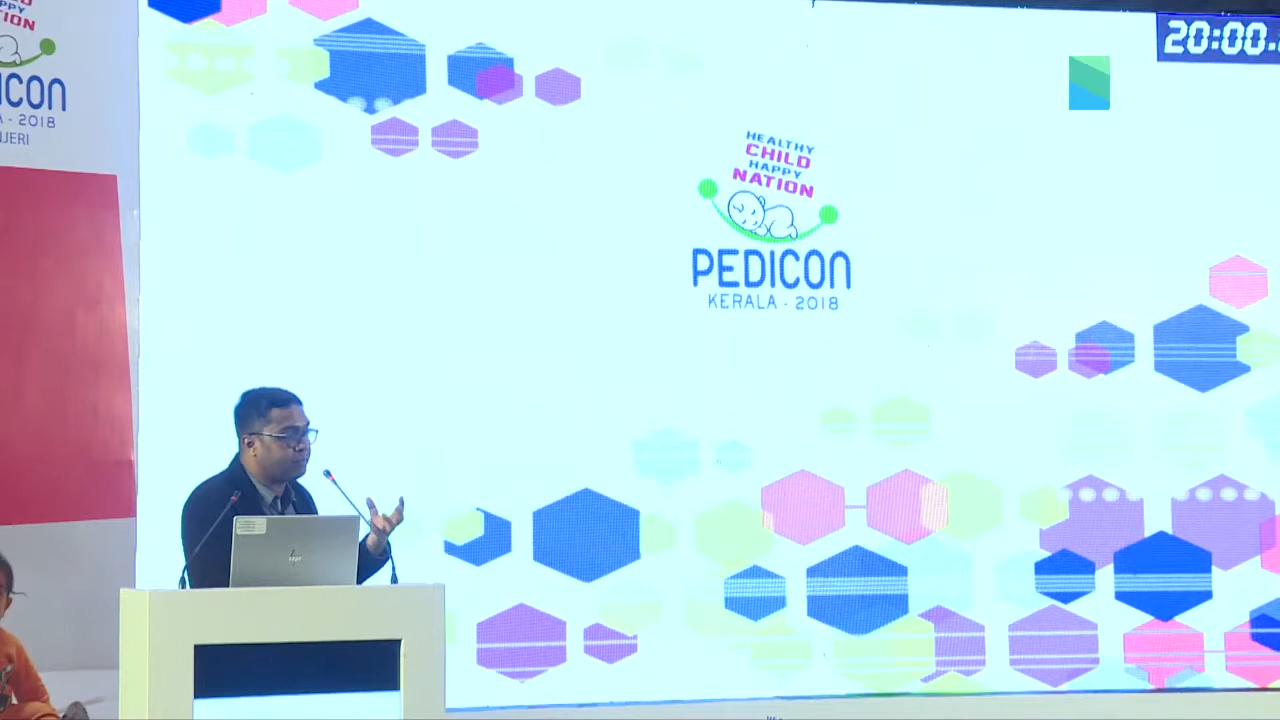 20:00
HEALTHY
CHILD
HAPPY
NATION
PEDICON
KERALA - 2018